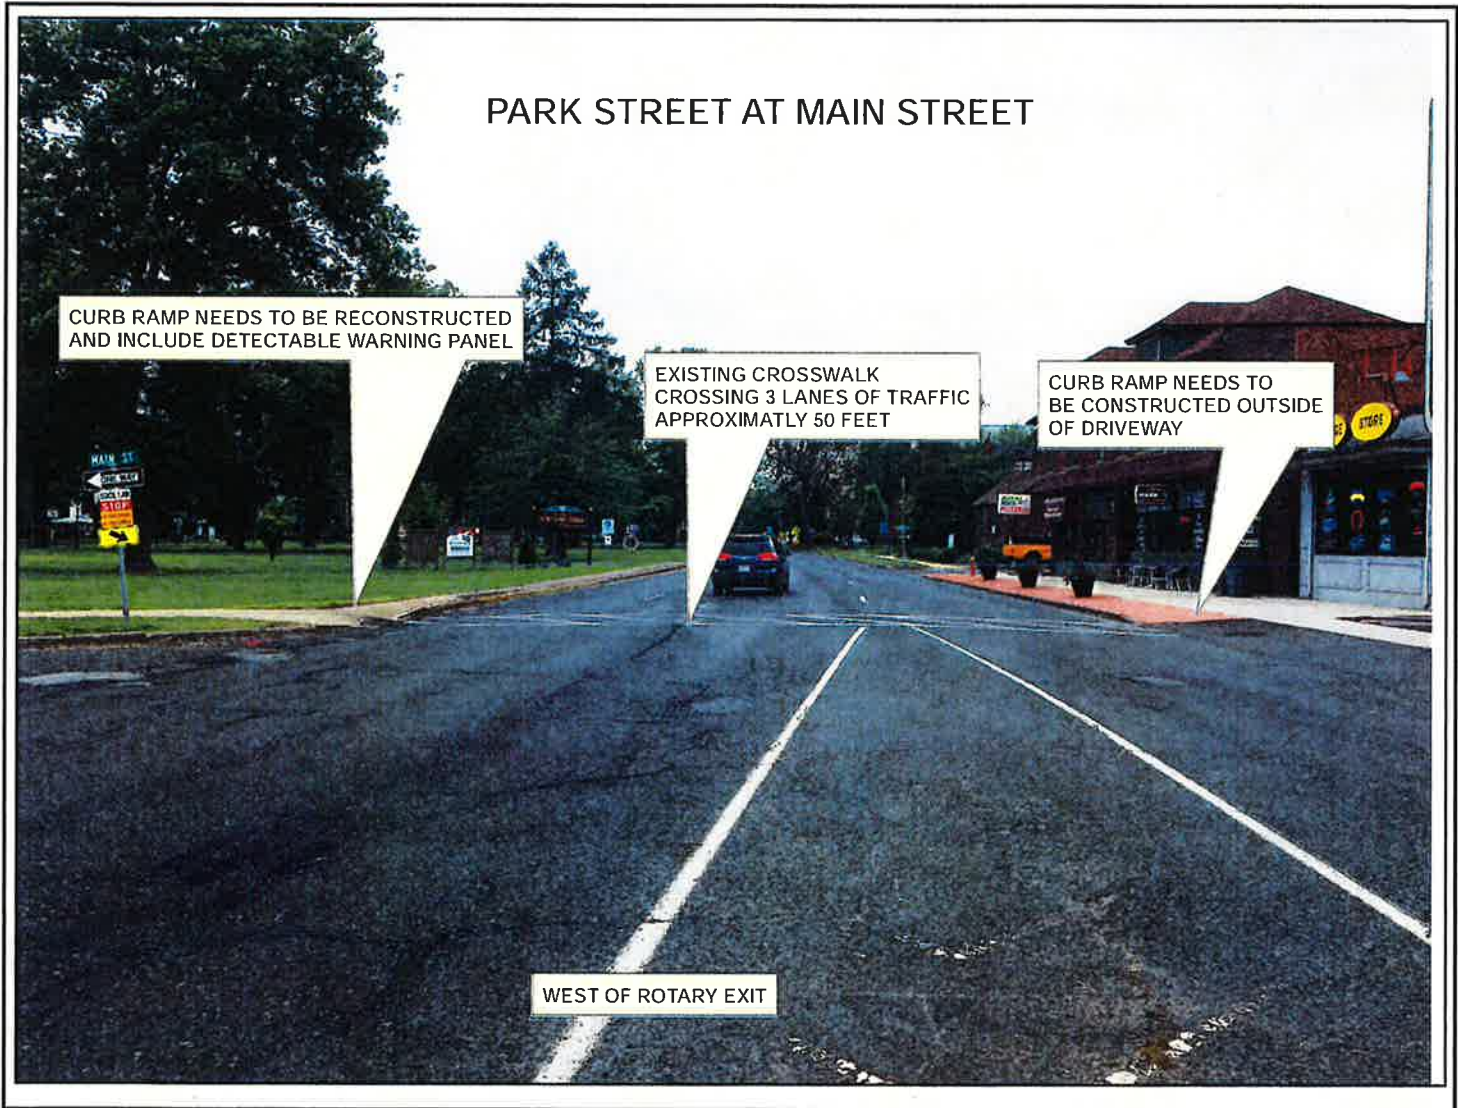 PARK STREET AT MAIN STREET
CURB RAMP NEEDS TO BE RECONSTRUCTED
AND INCLUDE DETECTABLE WARNING PANEL
EXISTING CROSSWALK
CROSSING 3 LANES OF TRAFFIC
APPROXIMATLY 50 FEET
CURB RAMP NEEDS TO
BE CONSTRUCTED OUTSIDE
OF DRIVEWAY
STORE
MAIN ST
ONE WAY
STOP
WEST OF ROTARY EXIT